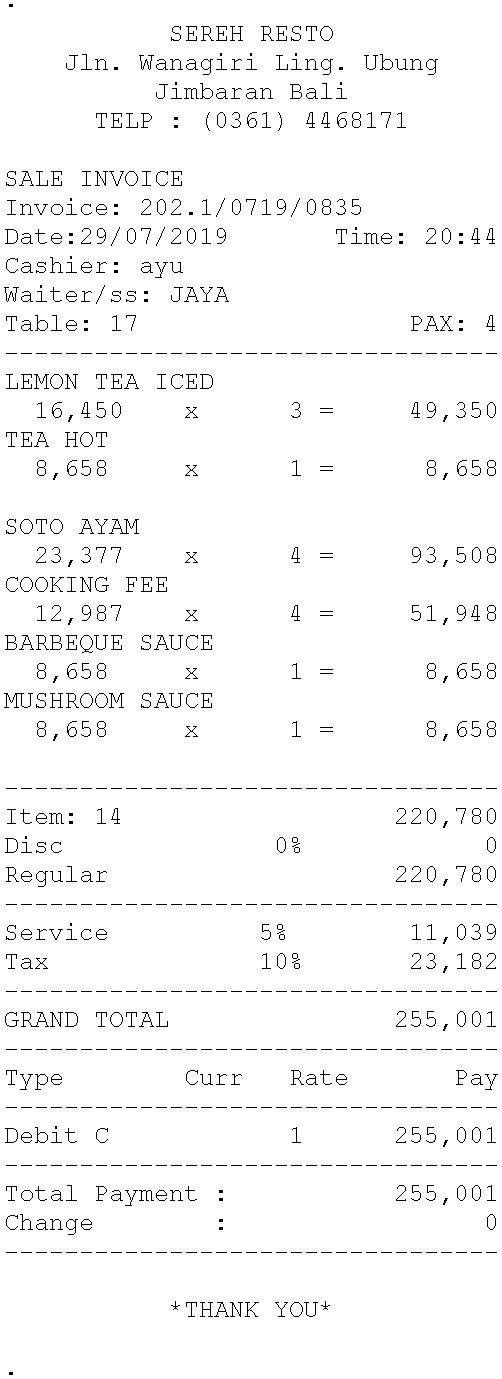 SEREH RESTO
Jln. Wanagiri Ling. Ubung
Jimbaran Bali
TELP : (0361) 4468171
SALE INVOICE
Invoice: 202.1/0719/0835
Date:29/07/2019 Time: 20:44
Cashier: ayu
Waiter/ss: JAYA
Table: 17 PAX: 4
---------------------------------
LEMON TEA ICED
16,450 x 3 = 49,350
TEA HOT
8,658 x 1 = 8,658
SOTO AYAM
23,377 x 4 = 93,508
COOKING FEE
12,987 x 4 = 51,948
BARBEQUE SAUCE
8,658 x 1 = 8,658
MUSHROOM SAUCE
8,658 x 1 = 8,658
---------------------------------
Item: 14 220,780
Disc 0% 0
Regular 220,780
---------------------------------
Service 5% 11,039
Tax 10% 23,182
---------------------------------
GRAND TOTAL 255,001
---------------------------------
Type Curr Rate Pay
---------------------------------
Debit C 1 255,001
---------------------------------
Total Payment : 255,001
Change : 0
---------------------------------
*THANK YOU*